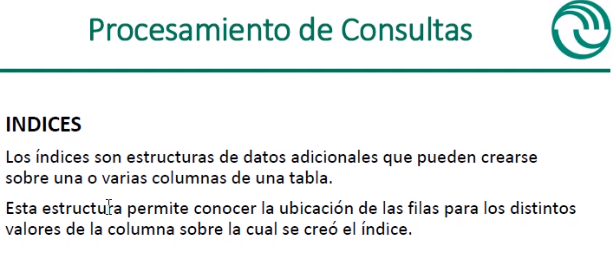 Procesamiento de Consultas
INDICES
Los índices son estructuras de datos adicionales que pueden crearse
sobre una o varias columnas de una tabla.
Esta estructura permite conocer la ubicación de las filas para los distintos
valores de la columna sobre la cual se creó el índice.